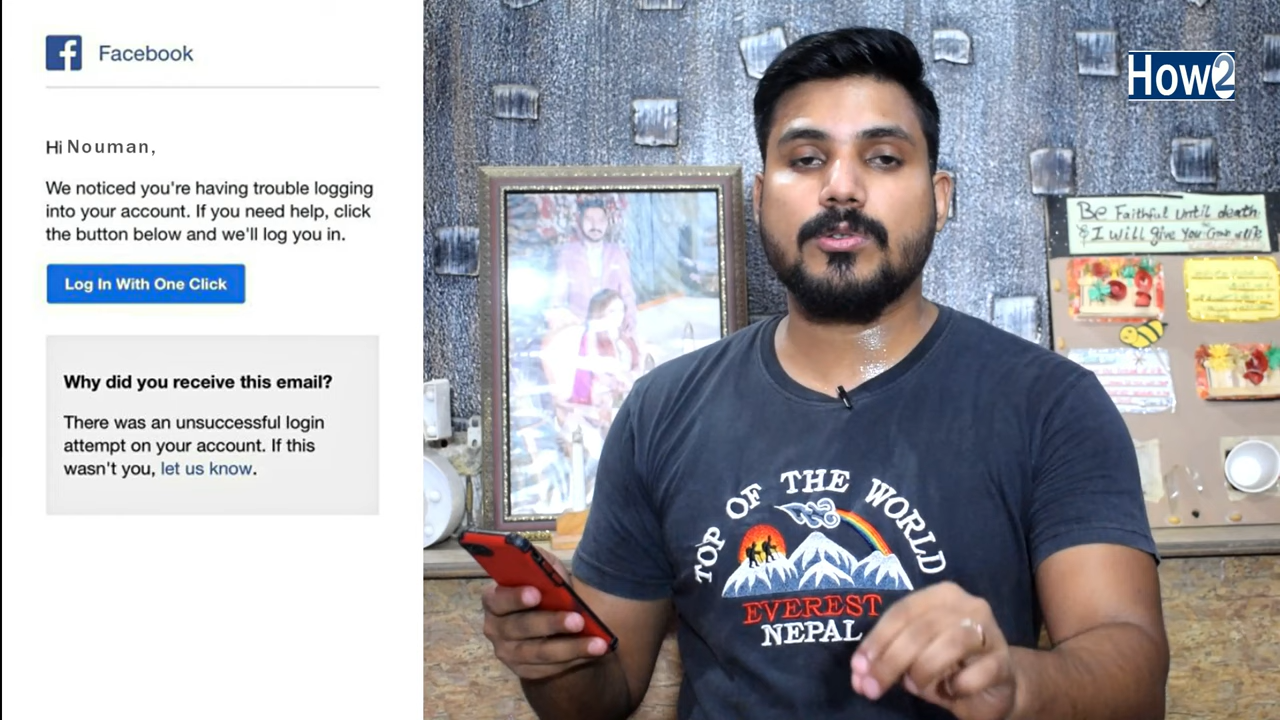 Facebook
Hi Nouman,
We noticed you're having trouble logging
into your account. If you need help, click
the button below and we'll log you in.
Log In With One Click
Why did you receive this email?
There was an unsuccessful login
attempt on your account. If this
wasn't you, let us know.
How2
Be Faithful Until death
& I will give You
TOP OF THE WORLD
EVEREST
NEPAL